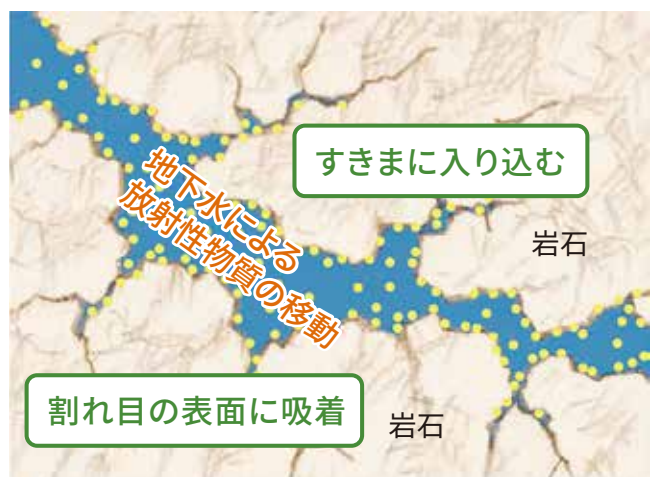 すきまに入り込む
地下水による
放射性物質の移動
岩石
割れ目の表面に吸着
岩石